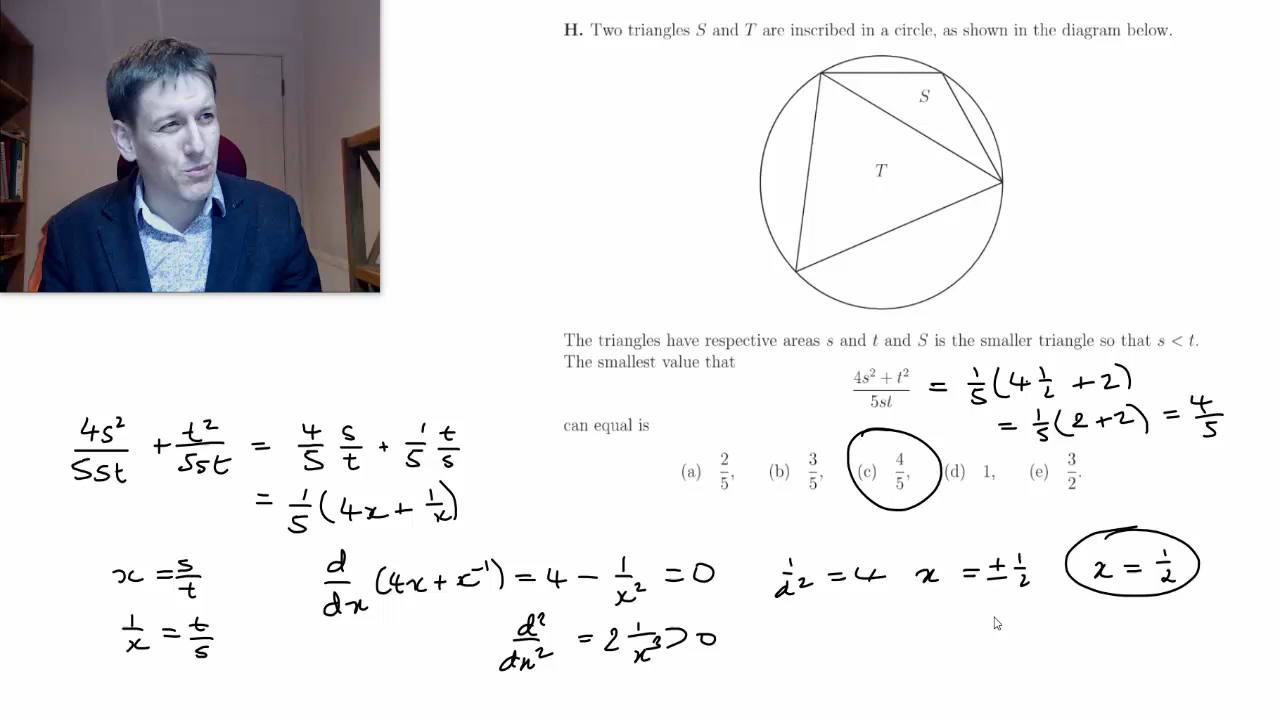 H. Two triangles S and T are inscribed in a circle, as shown in the diagram below.
S
T
The triangles have respective areas s and t and S is the smaller triangle so that s < t.
The smallest value that
(4s² + t²)/(5st) = 1/5 (4 1/2 + 2)
= 1/5 (2 + 2) = 4/5
can equal is
(a) 2/5, (b) 3/5, (c) 4/5, (d) 1, (e) 3/2.
4s²/5st + t²/5st = 4/5 s/t + 1/5 t/s
= 1/5 (4x + 1/x)
x = s/t
1/x = t/s
d/dx (4x + x⁻¹) = 4 − 1/x² = 0
d²/dx² = 2 1/x³ > 0
1/x² = 4 x = ± 1/2
x = 1/2